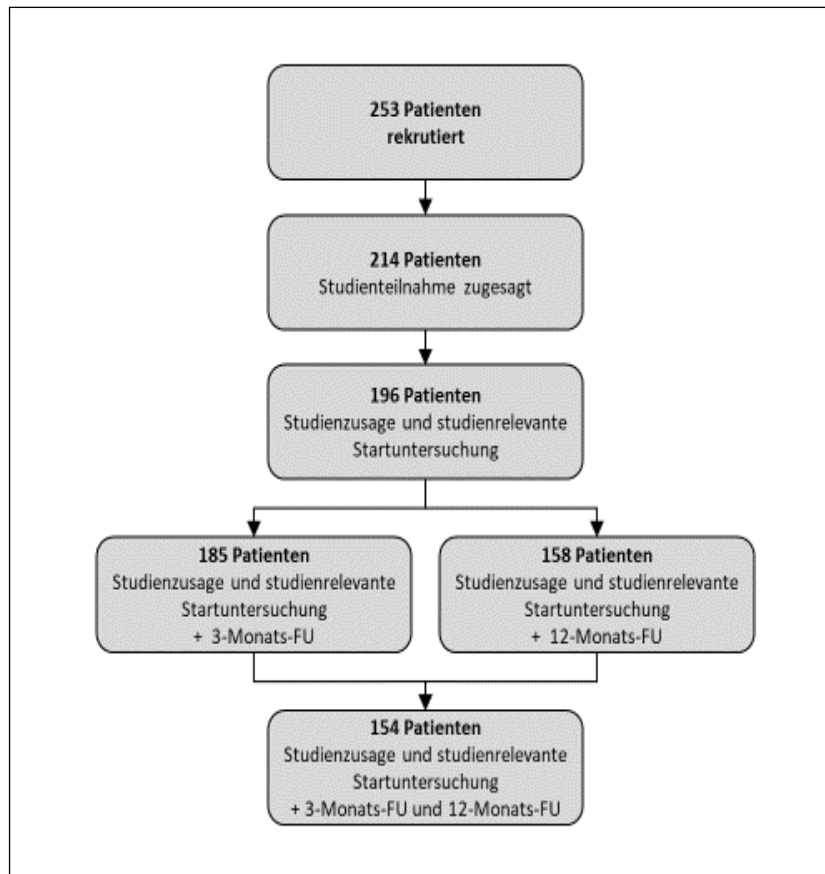 253 Patienten
rekrutiert
214 Patienten
Studienteilnahme zugesagt
196 Patienten
Studienzusage und studienrelevante
Startuntersuchung
185 Patienten
Studienzusage und studienrelevante
Startuntersuchung
+ 3-Monats-FU
158 Patienten
Studienzusage und studienrelevante
Startuntersuchung
+ 12-Monats-FU
154 Patienten
Studienzusage und studienrelevante
Startuntersuchung
+ 3-Monats-FU und 12-Monats-FU